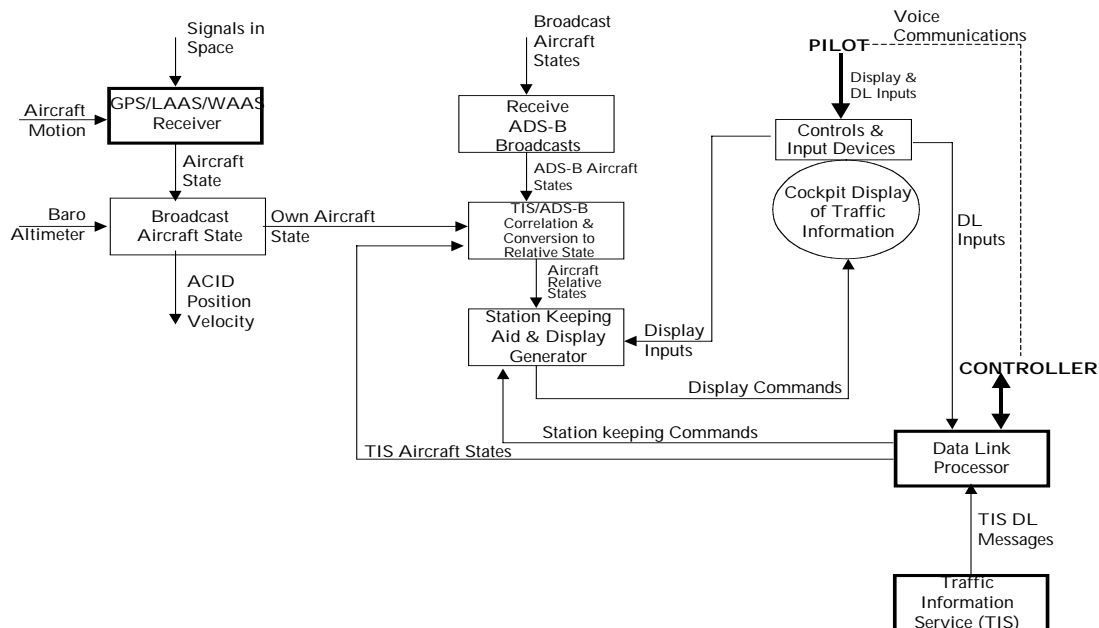 Signals in
Space
GPS/LAAS/WAAS
Receiver
Aircraft
Motion
Aircraft
State
Baro
Altimeter
Broadcast
Aircraft State
Own Aircraft
State
ACID
Position
Velocity
Broadcast
Aircraft
States
Receive
ADS-B
Broadcasts
ADS-B Aircraft
States
TIS/ADS-B
Correlation &
Conversion to
Relative State
Aircraft
Relative
States
Station Keeping
Aid & Display
Generator
Display
Inputs
Display Commands
Station keeping Commands
TIS Aircraft States
Voice
Communications
PILOT
Display &
DL Inputs
Controls &
Input Devices
Cockpit Display
of Traffic
Information
DL
Inputs
CONTROLLER
Data Link
Processor
TIS DL
Messages
Traffic
Information
Service (TIS)